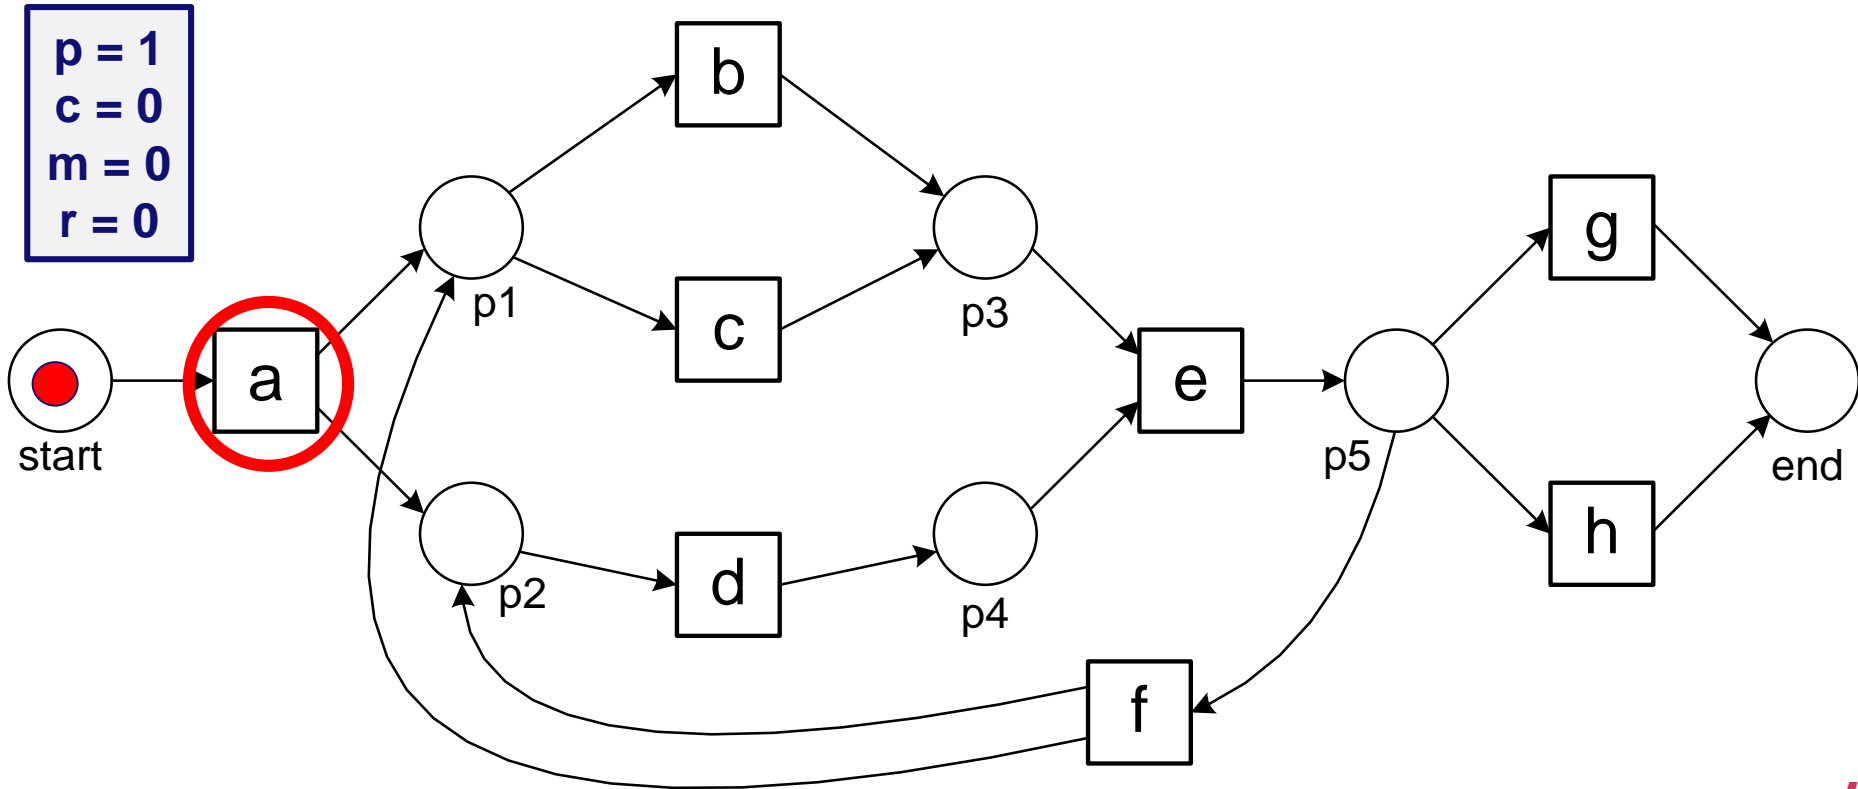 p = 1
c = 0
m = 0
r = 0
b
p1
c
p3
g
a
start
e
p5
end
p2
d
p4
h
f